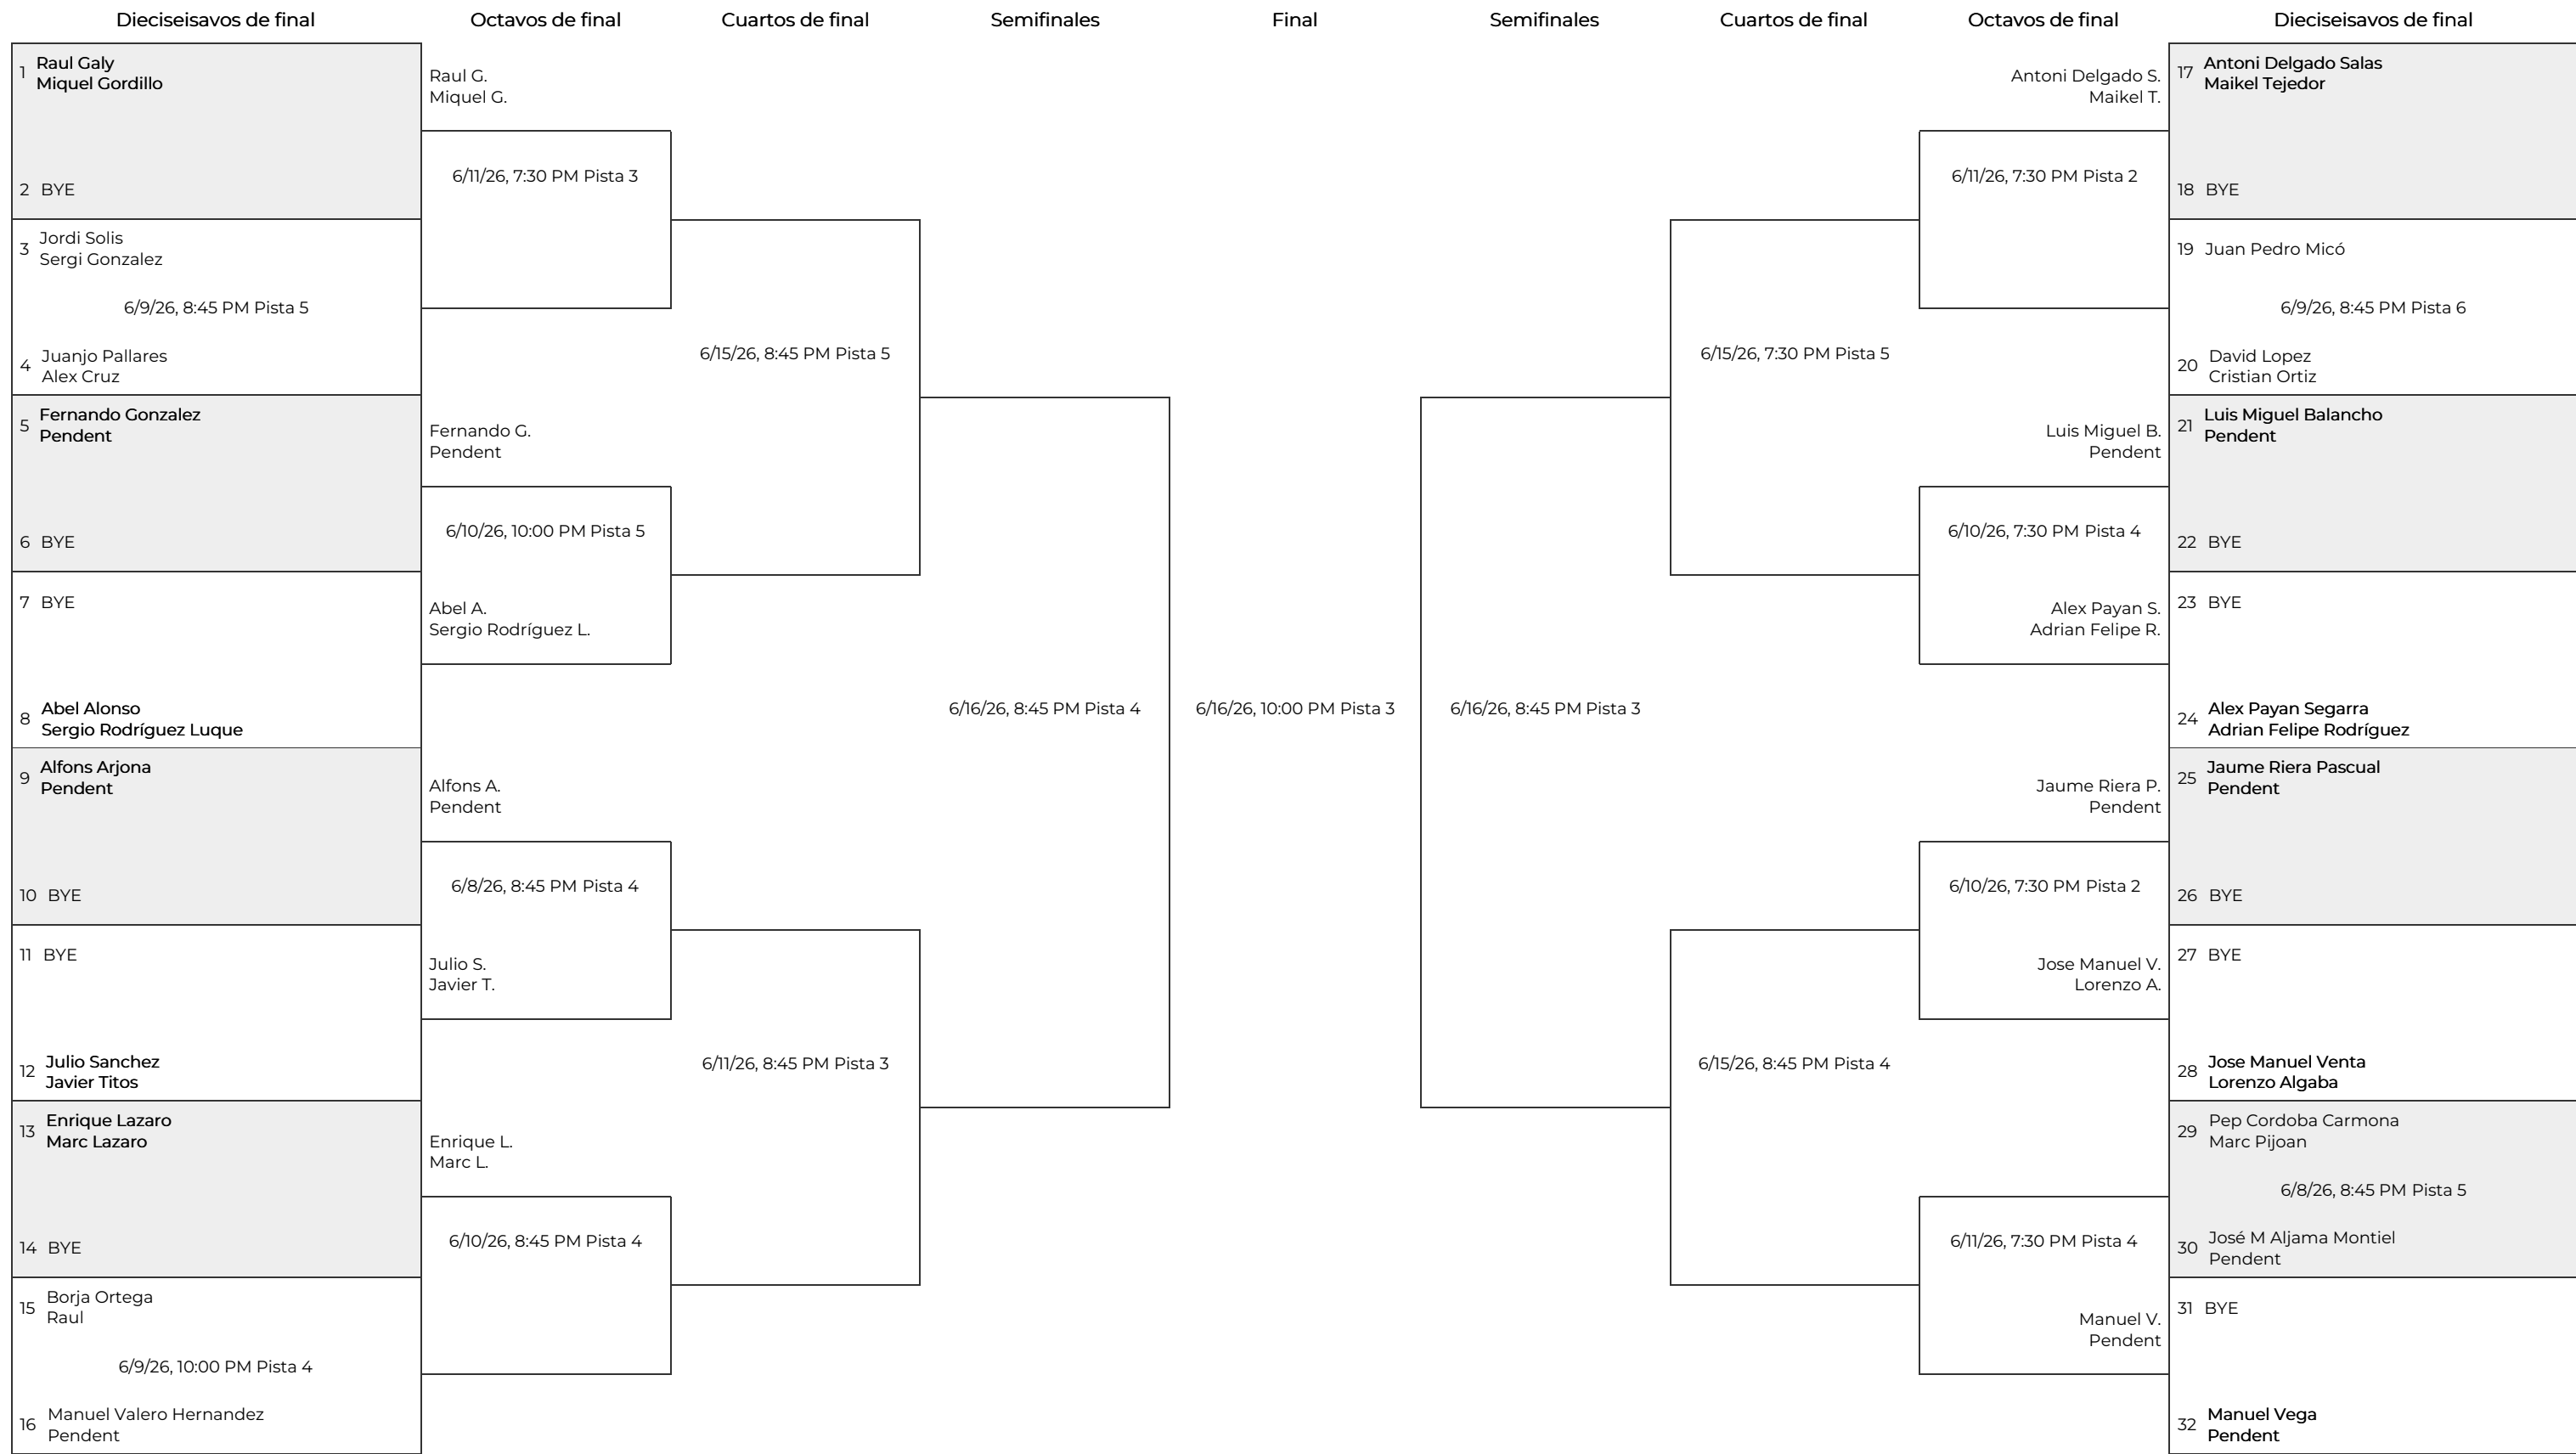 Dieciseisavos de final
Octavos de final
Cuartos de final
Semifinales
Final
Semifinales
Cuartos de final
Octavos de final
Dieciseisavos de final
1 Raul Galy
Miquel Gordillo
2 BYE
3 Jordi Solis
Sergi Gonzalez
6/9/26, 8:45 PM Pista 5
4 Juanjo Pallares
Alex Cruz
5 Fernando Gonzalez
Pendent
6 BYE
7 BYE
8 Abel Alonso
Sergio Rodríguez Luque
9 Alfons Arjona
Pendent
10 BYE
11 BYE
12 Julio Sanchez
Javier Titos
13 Enrique Lazaro
Marc Lazaro
14 BYE
15 Borja Ortega
Raul
6/9/26, 10:00 PM Pista 4
16 Manuel Valero Hernandez
Pendent
Raul G.
Miquel G.
6/11/26, 7:30 PM Pista 3
Fernando G.
Pendent
6/10/26, 10:00 PM Pista 5
Abel A.
Sergio Rodríguez L.
Alfons A.
Pendent
6/8/26, 8:45 PM Pista 4
Julio S.
Javier T.
Enrique L.
Marc L.
6/10/26, 8:45 PM Pista 4
6/15/26, 8:45 PM Pista 5
6/11/26, 8:45 PM Pista 3
6/16/26, 8:45 PM Pista 4
6/16/26, 10:00 PM Pista 3
6/16/26, 8:45 PM Pista 3
6/15/26, 7:30 PM Pista 5
6/15/26, 8:45 PM Pista 4
Antoni Delgado S.
Maikel T.
6/11/26, 7:30 PM Pista 2
Luis Miguel B.
Pendent
6/10/26, 7:30 PM Pista 4
Alex Payan S.
Adrian Felipe R.
Jaume Riera P.
Pendent
6/10/26, 7:30 PM Pista 2
Jose Manuel V.
Lorenzo A.
6/11/26, 7:30 PM Pista 4
Manuel V.
Pendent
17 Antoni Delgado Salas
Maikel Tejedor
18 BYE
19 Juan Pedro Micó
6/9/26, 8:45 PM Pista 6
20 David Lopez
Cristian Ortiz
21 Luis Miguel Balancho
Pendent
22 BYE
23 BYE
24 Alex Payan Segarra
Adrian Felipe Rodríguez
25 Jaume Riera Pascual
Pendent
26 BYE
27 BYE
28 Jose Manuel Venta
Lorenzo Algaba
29 Pep Cordoba Carmona
Marc Pijoan
6/8/26, 8:45 PM Pista 5
30 José M Aljama Montiel
Pendent
31 BYE
32 Manuel Vega
Pendent